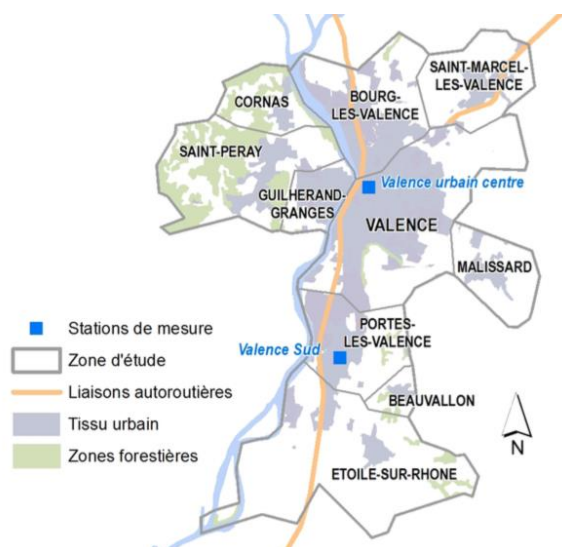 SAINT-MARCEL-
LES-VALENCE
BOURG-
LES-VALENCE
CORNAS
SAINT-PERAY
Valence urbain centre
GUILHERAND-
GRANGES
VALENCE
MALISSARD
PORTES-
LES-VALENCE
Valence Sud
BEAUVALLON
ETOILE-SUR-RHONE
Stations de mesure
Zone d'étude
Liaisons autoroutières
Tissu urbain
Zones forestières
N